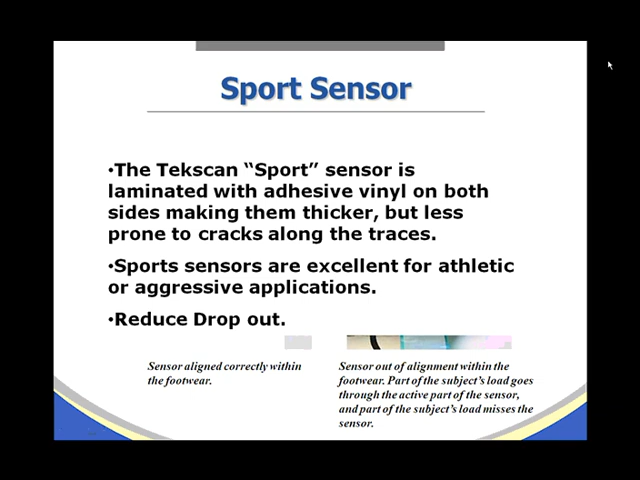 Sport Sensor
•The Tekscan “Sport” sensor is
laminated with adhesive vinyl on both
sides making them thicker, but less
prone to cracks along the traces.
•Sports sensors are excellent for athletic
or aggressive applications.
•Reduce Drop out.
Sensor aligned correctly within
the footwear.
Sensor out of alignment within the
footwear. Part of the subject's load goes
through the active part of the sensor,
and part of the subject's load misses the
sensor.